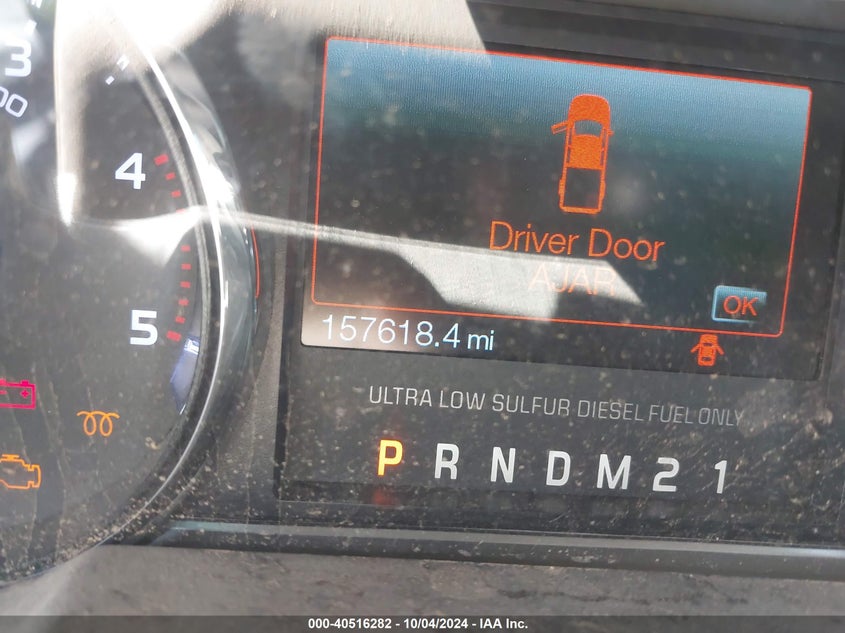 3
00
4
5
Driver Door
AJAR
OK
157618.4 mi
ULTRA LOW SULFUR DIESEL FUEL ONLY
P R N D M 2 1
000-40516282 - 10/04/2024 - IAA Inc.